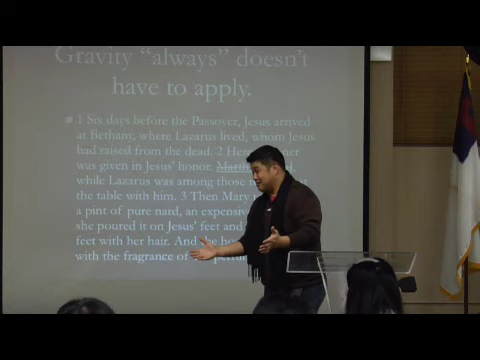 Gravity “always” doesn’t
have to apply.
1 Six days before the Passover, Jesus arrived
at Bethany, where Lazarus lived, whom Jesus
had raised from the dead. 2 Here
was given in Jesus' honor.
while Lazarus was among those
the table with him. 3 Then Mary
a pint of pure nard, an expensive
she poured it on Jesus' feet and
feet with her hair. And the
with the fragrance of